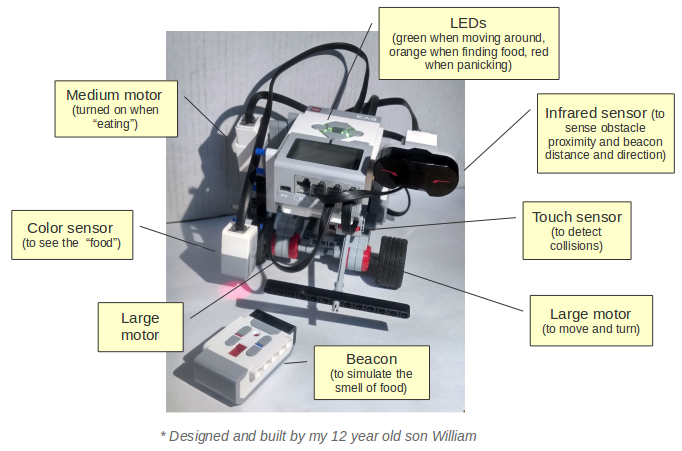 LEDs
(green when moving around,
orange when finding food, red
when panicking)
Medium motor
(turned on when
“eating”)
Infrared sensor (to
sense obstacle
proximity and beacon
distance and direction)
Color sensor
(to see the “food”)
Touch sensor
(to detect
collisions)
Large
motor
Large motor
(to move and turn)
Beacon
(to simulate the
smell of food)
* Designed and built by my 12 year old son William